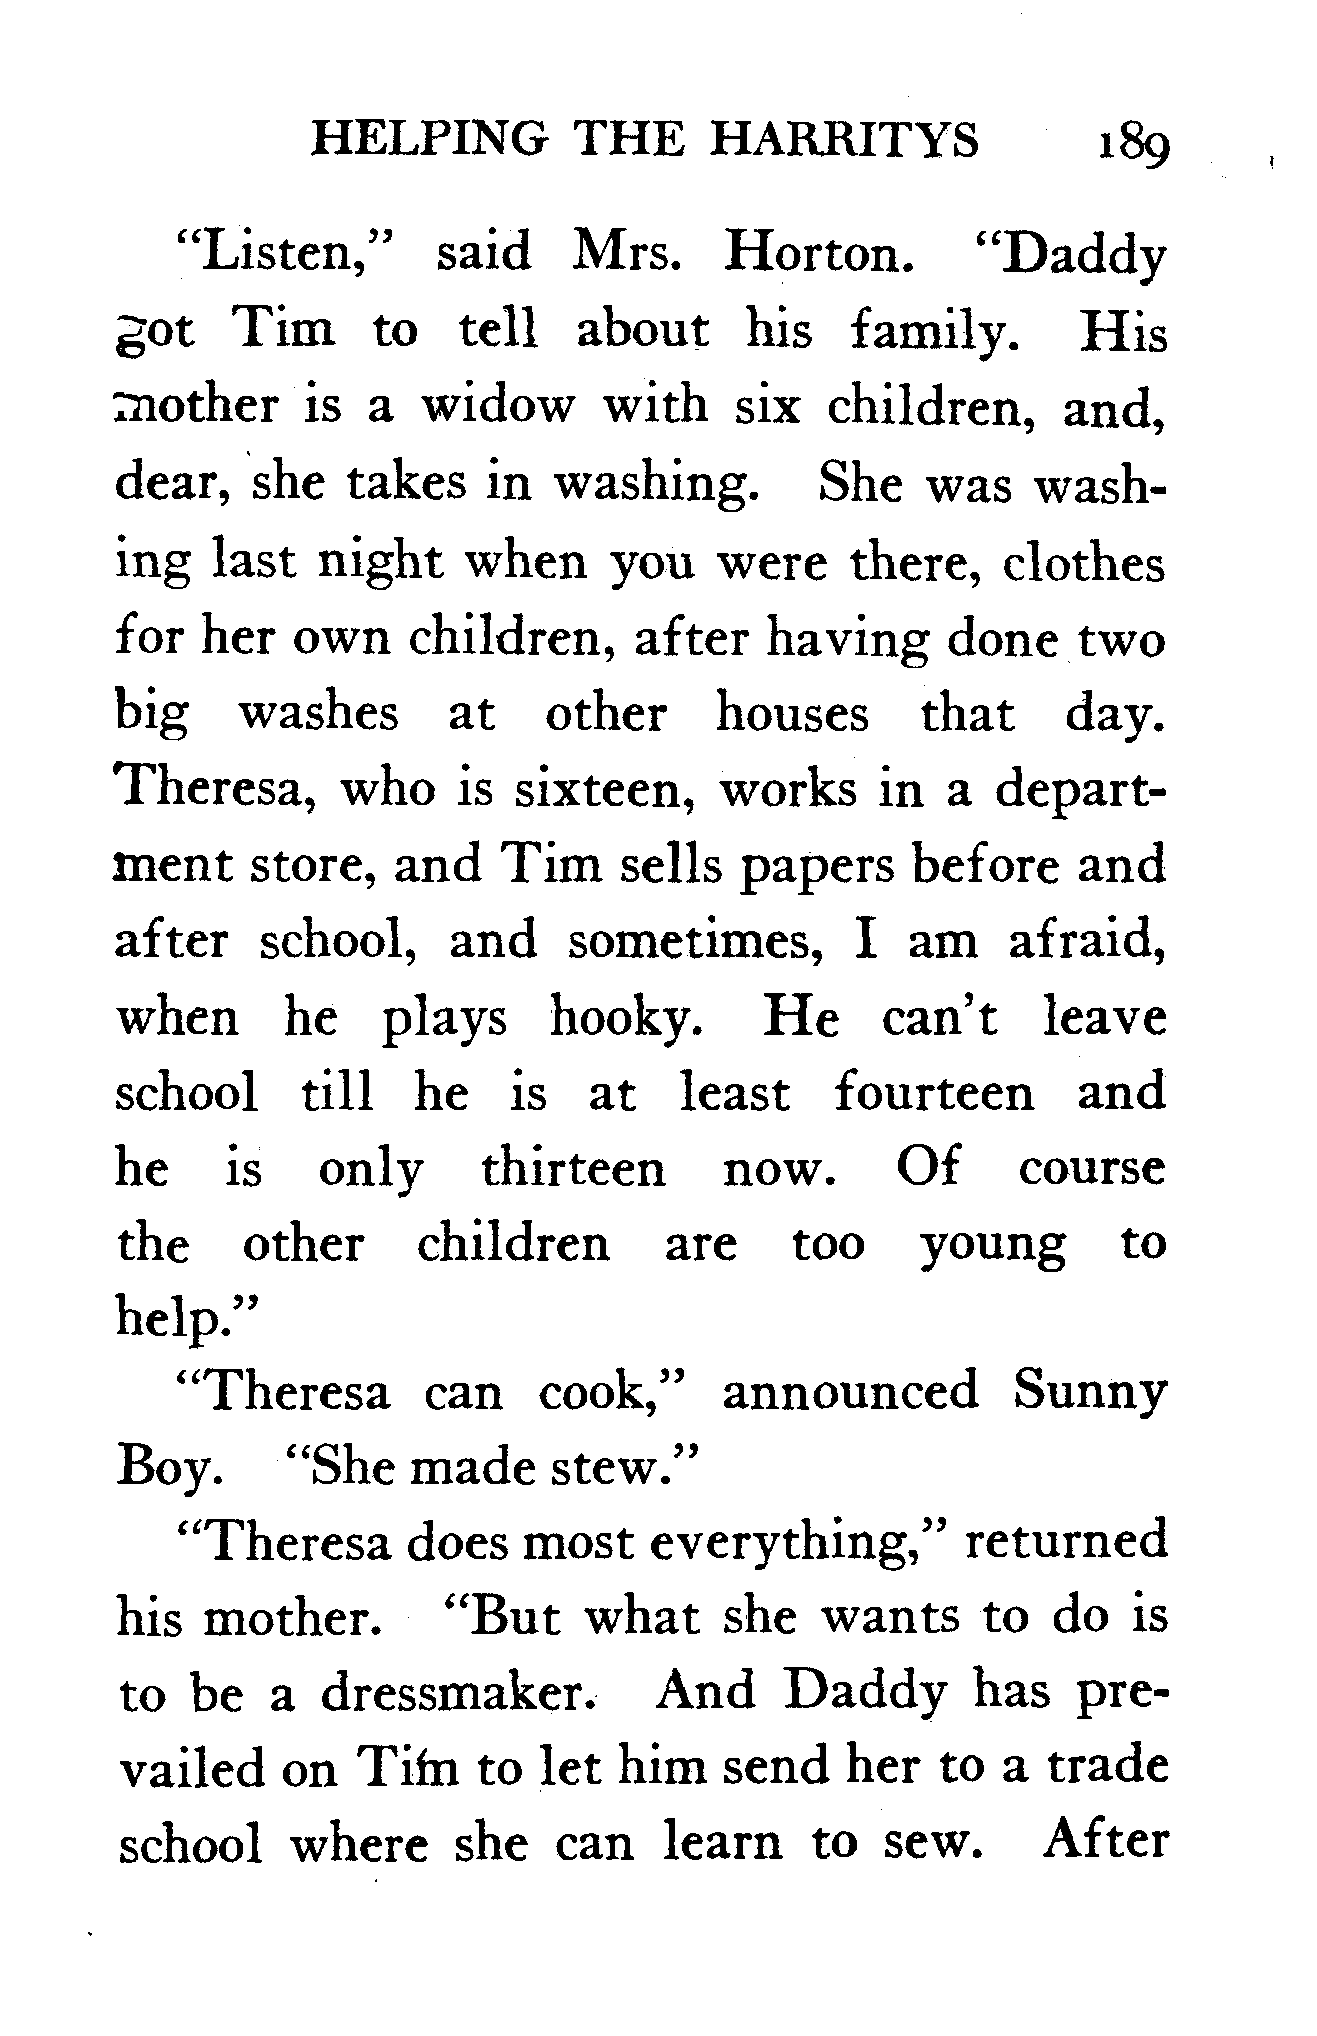 HELPING THE HARRITYS 189
“Listen,” said Mrs. Horton. “Daddy
got Tim to tell about his family. His
mother is a widow with six children, and,
dear, she takes in washing. She was wash-
ing last night when you were there, clothes
for her own children, after having done two
big washes at other houses that day.
Theresa, who is sixteen, works in a depart-
ment store, and Tim sells papers before and
after school, and sometimes, I am afraid,
when he plays hooky. He can’t leave
school till he is at least fourteen and
he is only thirteen now. Of course
the other children are too young to
help.”
“Theresa can cook,” announced Sunny
Boy. “She made stew.”
“Theresa does most everything,” returned
his mother. “But what she wants to do is
to be a dressmaker. And Daddy has pre-
vailed on Tim to let him send her to a trade
school where she can learn to sew. After